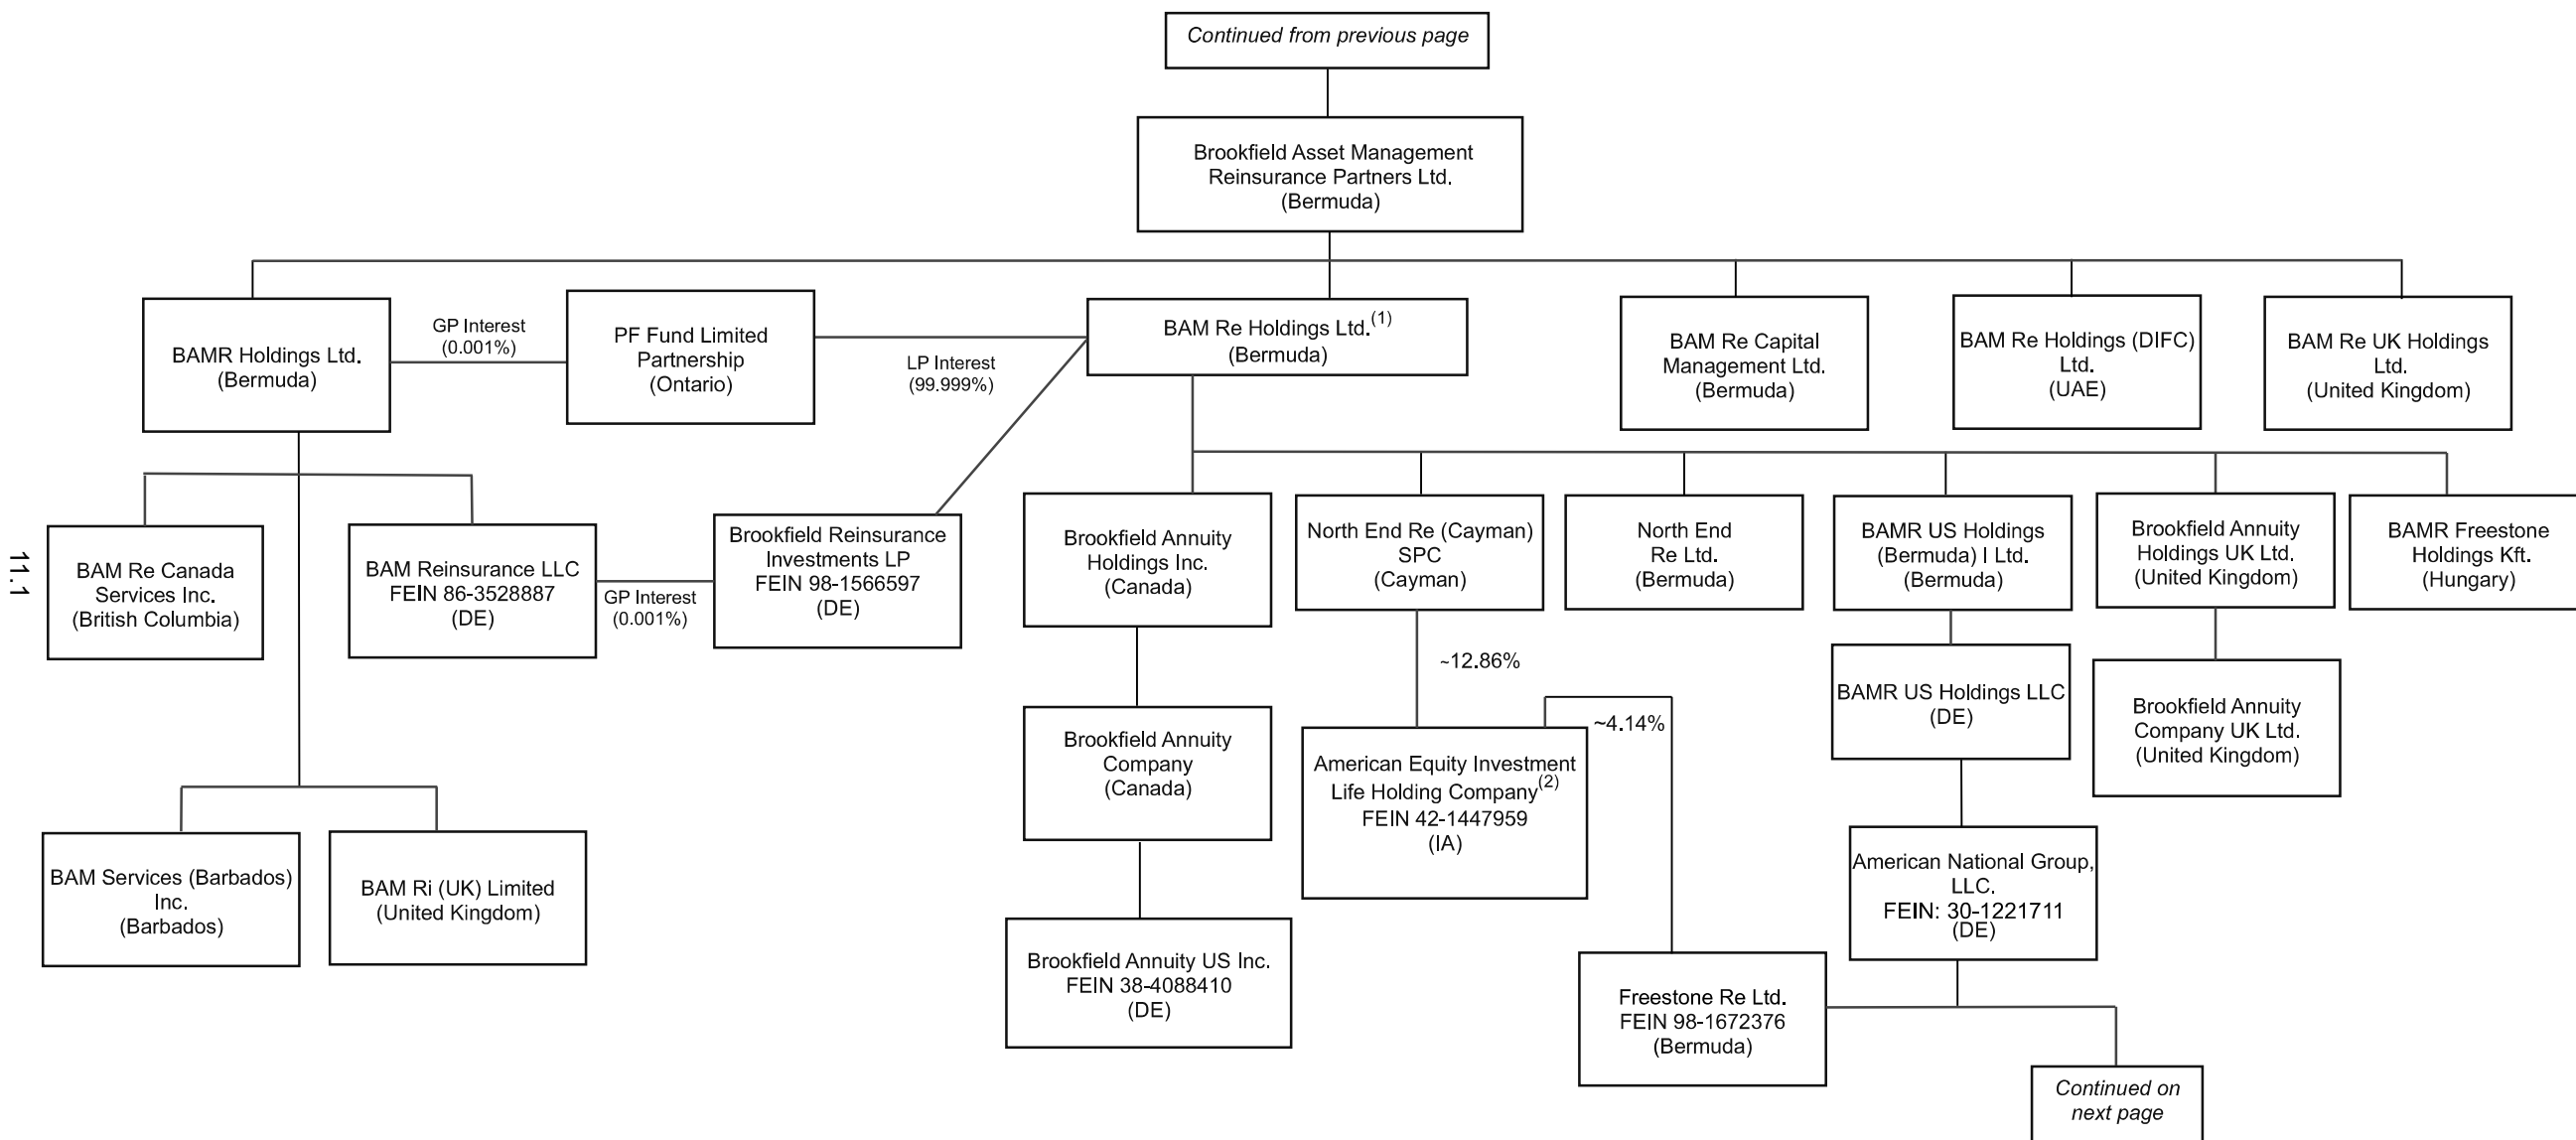 Continued from previous page
Brookfield Asset Management
Reinsurance Partners Ltd.
(Bermuda)
BAMR Holdings Ltd.
(Bermuda)
GP Interest
(0.001%)
PF Fund Limited
Partnership
(Ontario)
LP Interest
(99.999%)
BAM Re Holdings Ltd.(1)
(Bermuda)
BAM Re Capital
Management Ltd.
(Bermuda)
BAM Re Holdings (DIFC)
Ltd.
(UAE)
BAM Re UK Holdings
Ltd.
(United Kingdom)
11.1
BAM Re Canada
Services Inc.
(British Columbia)
BAM Reinsurance LLC
FEIN 86-3528887
(DE)
GP Interest
(0.001%)
Brookfield Reinsurance
Investments LP
FEIN 98-1566597
(DE)
Brookfield Annuity
Holdings Inc.
(Canada)
North End Re (Cayman)
SPC
(Cayman)
North End
Re Ltd.
(Bermuda)
BAMR US Holdings
(Bermuda) I Ltd.
(Bermuda)
Brookfield Annuity
Holdings UK Ltd.
(United Kingdom)
BAMR Freestone
Holdings Kft.
(Hungary)
~12.86%
~4.14%
BAMR US Holdings LLC
(DE)
Brookfield Annuity
Company UK Ltd.
(United Kingdom)
Brookfield Annuity
Company
(Canada)
American Equity Investment
Life Holding Company(2)
FEIN 42-1447959
(IA)
BAM Services (Barbados)
Inc.
(Barbados)
BAM Ri (UK) Limited
(United Kingdom)
American National Group,
LLC.
FEIN: 30-1221711
(DE)
Brookfield Annuity US Inc.
FEIN 38-4088410
(DE)
Freestone Re Ltd.
FEIN 98-1672376
(Bermuda)
Continued on
next page